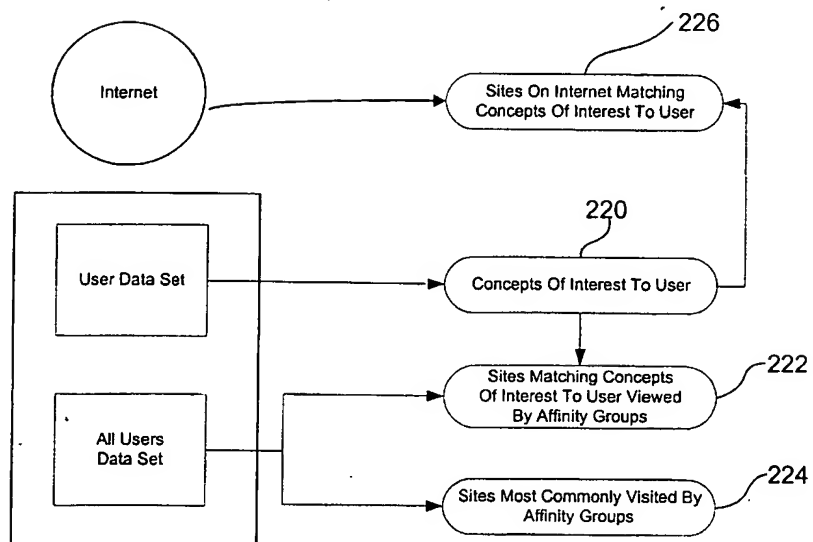 226
Internet
Sites On Internet Matching
Concepts Of Interest To User
220
User Data Set
Concepts Of Interest To User
222
Sites Matching Concepts
Of Interest To User Viewed
By Affinity Groups
All Users
Data Set
224
Sites Most Commonly Visited By
Affinity Groups